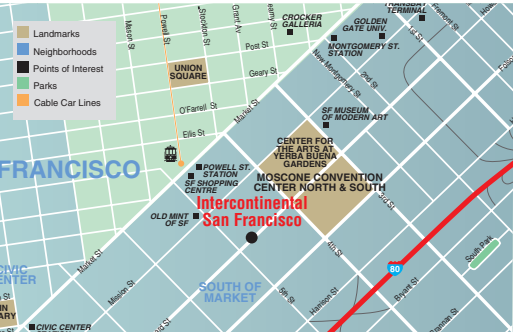 Landmarks
Neighborhoods
Points of Interest
Parks
Cable Car Lines
Mason St
Powell St
Stockton St
Grant Av
CROCKER
GALLERIA
GOLDEN
GATE UNIV.
TRANSBAY
TERMINAL
Fremont St
1st St
Post St
MONTGOMERY ST.
STATION
UNION
SQUARE
Geary St
New Montgomery St
2nd St
O'Farrell St
Market St
SF MUSEUM
OF MODERN ART
Ellis St
CENTER FOR
THE ARTS AT
YERBA BUENA
GARDENS
FRANCISCO
POWELL ST.
STATION
SF SHOPPING
CENTRE
MOSCONE CONVENTION
CENTER NORTH & SOUTH
Intercontinental
San Francisco
3rd St
OLD MINT
OF SF
4th St
South Park
Market St
80
Mission St
SOUTH OF
MARKET
5th St
Harrison St
Bryant St
CIVIC CENTER